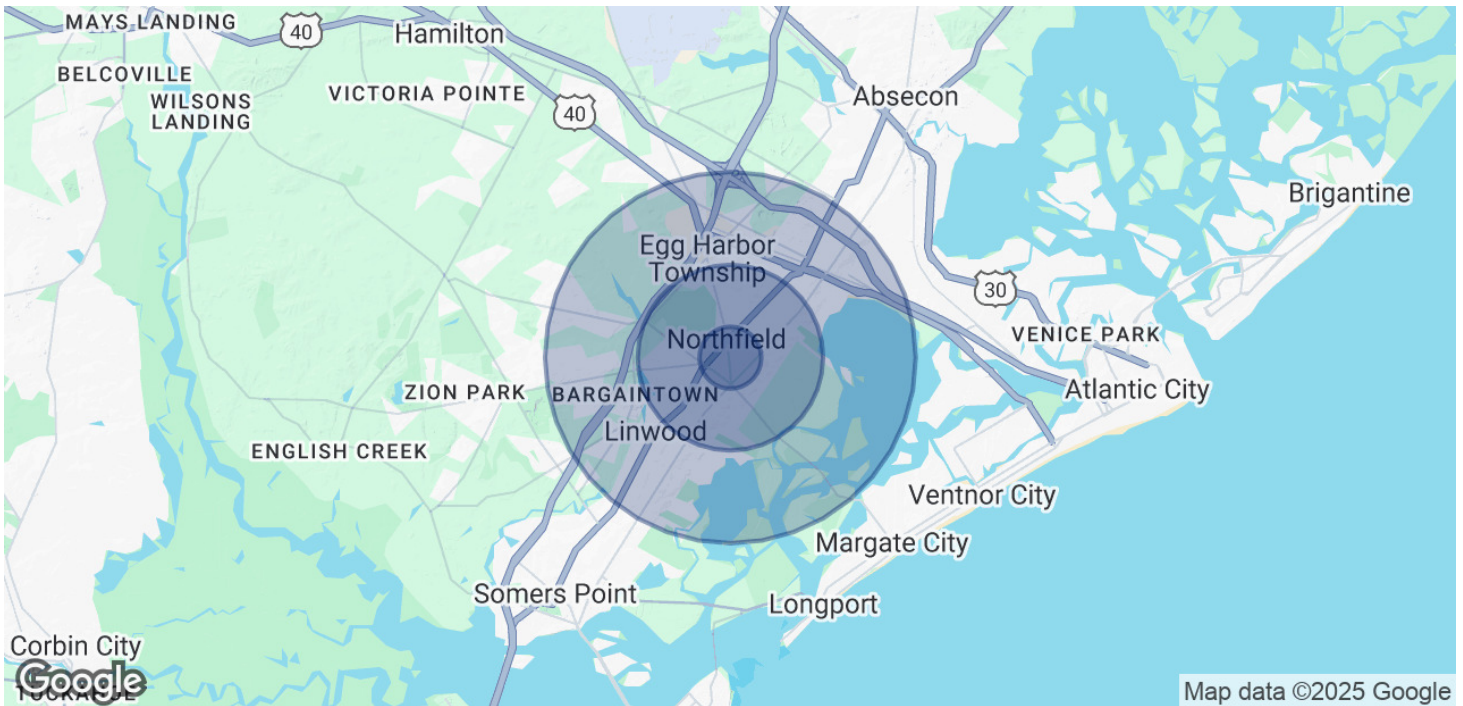 MAYS LANDING
40
Hamilton
BELCOVILLE
VICTORIA POINTE
WILSONS
LANDING
40
Absecon
Brigantine
Egg Harbor
Township
30
Northfield
VENICE PARK
ZION PARK
BARGAINTOWN
Atlantic City
Linwood
ENGLISH CREEK
Ventnor City
Margate City
Somers Point
Longport
Corbin City
Google
Map data ©2025 Google